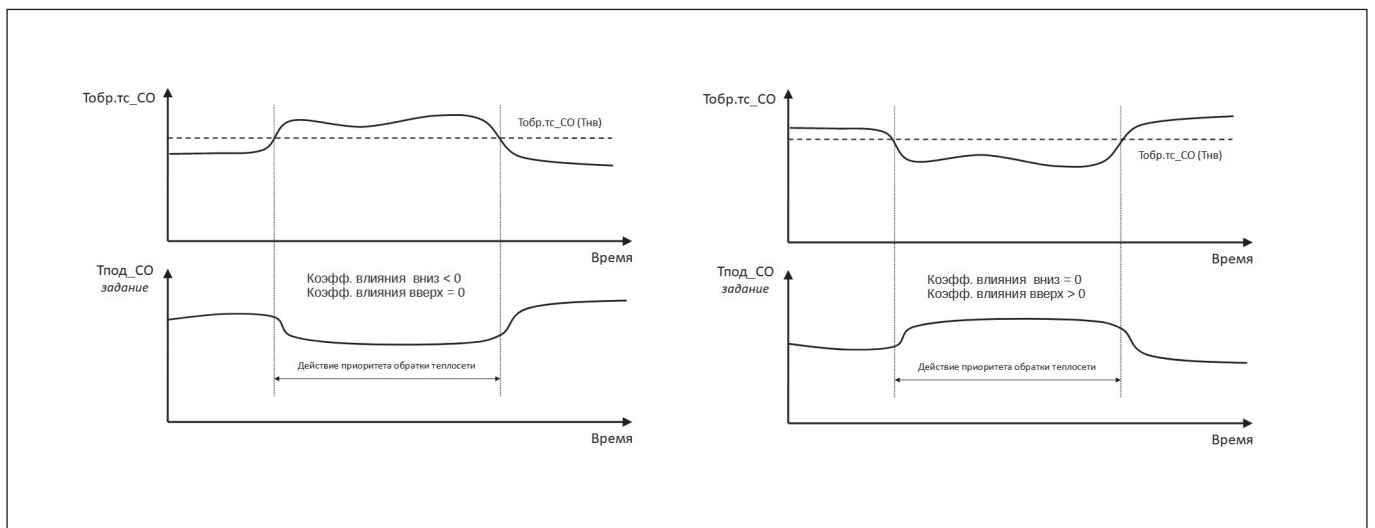 Тобр.тс_СО
Тобр.тс_СО (Тнв)
Время
Тпод_СО
задание
Коэфф. влияния вниз < 0
Коэфф. влияния вверх = 0
Действие приоритета обратки теплосети
Время
Тобр.тс_СО
Тобр.тс_СО (Тнв)
Время
Тпод_СО
задание
Коэфф. влияния вниз = 0
Коэфф. влияния вверх > 0
Действие приоритета обратки теплосети
Время